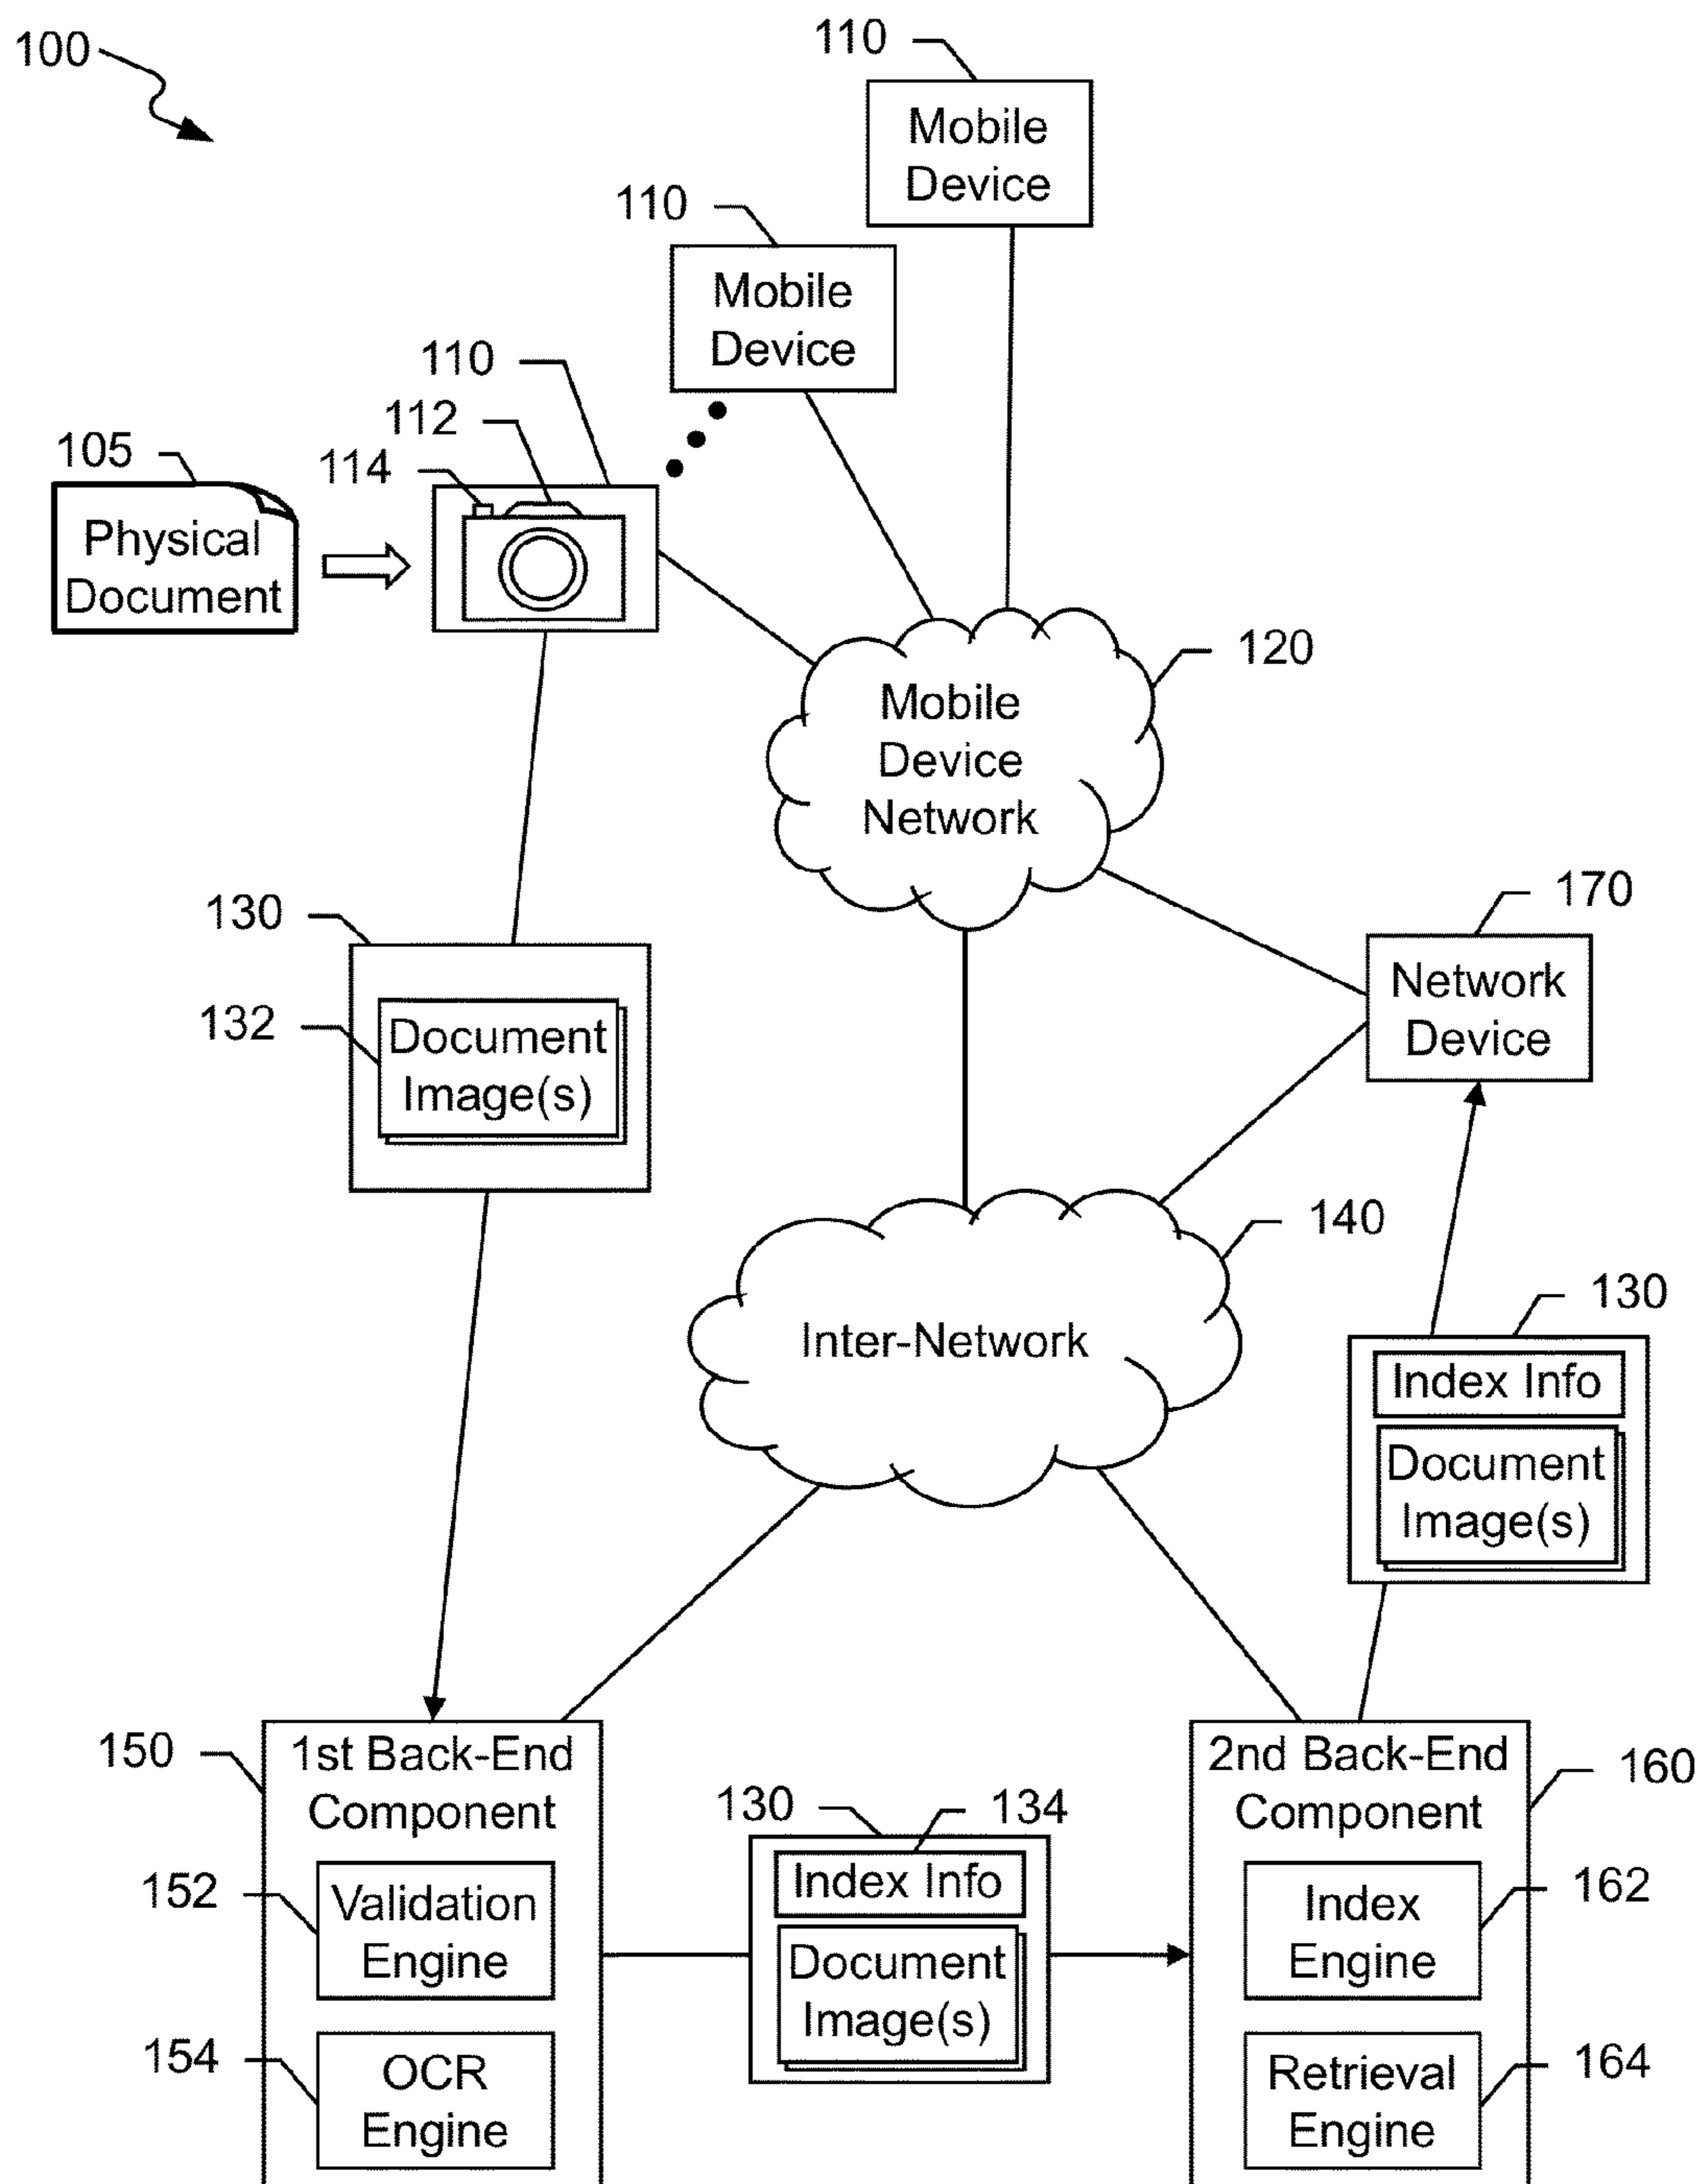 100
110
Mobile
Device
110
Mobile
Device
110
112
114
105
Physical
Document
120
Mobile
Device
Network
130
132
Document
Image(s)
170
Network
Device
140
Inter-Network
130
Index Info
Document
Image(s)
150
1st Back-End
Component
152
Validation
Engine
154
OCR
Engine
130
134
Index Info
Document
Image(s)
160
2nd Back-End
Component
162
Index
Engine
164
Retrieval
Engine